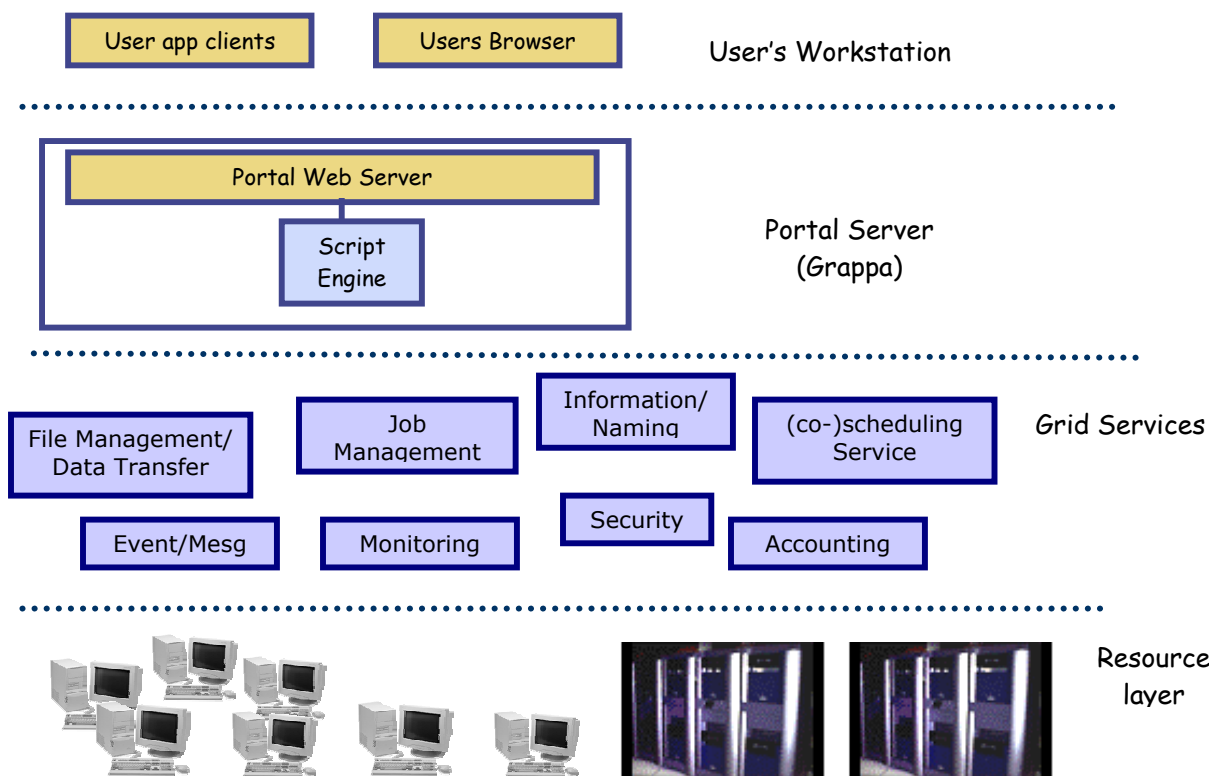 User app clients
Users Browser
User's Workstation
Portal Web Server
Script
Engine
Portal Server
(Grappa)
File Management/
Data Transfer
Job
Management
Information/
Naming
(co-)scheduling
Service
Grid Services
Event/Mesg
Monitoring
Security
Accounting
Resource
layer